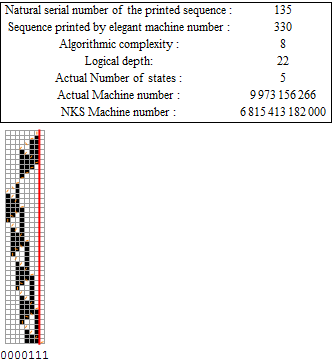 Natural serial number of the printed sequence : 135
Sequence printed by elegant machine number : 330
Algorithmic complexity : 8
Logical depth: 22
Actual Number of states : 5
Actual Machine number : 9 973 156 266
NKS Machine number : 6 815 413 182 000
0000111